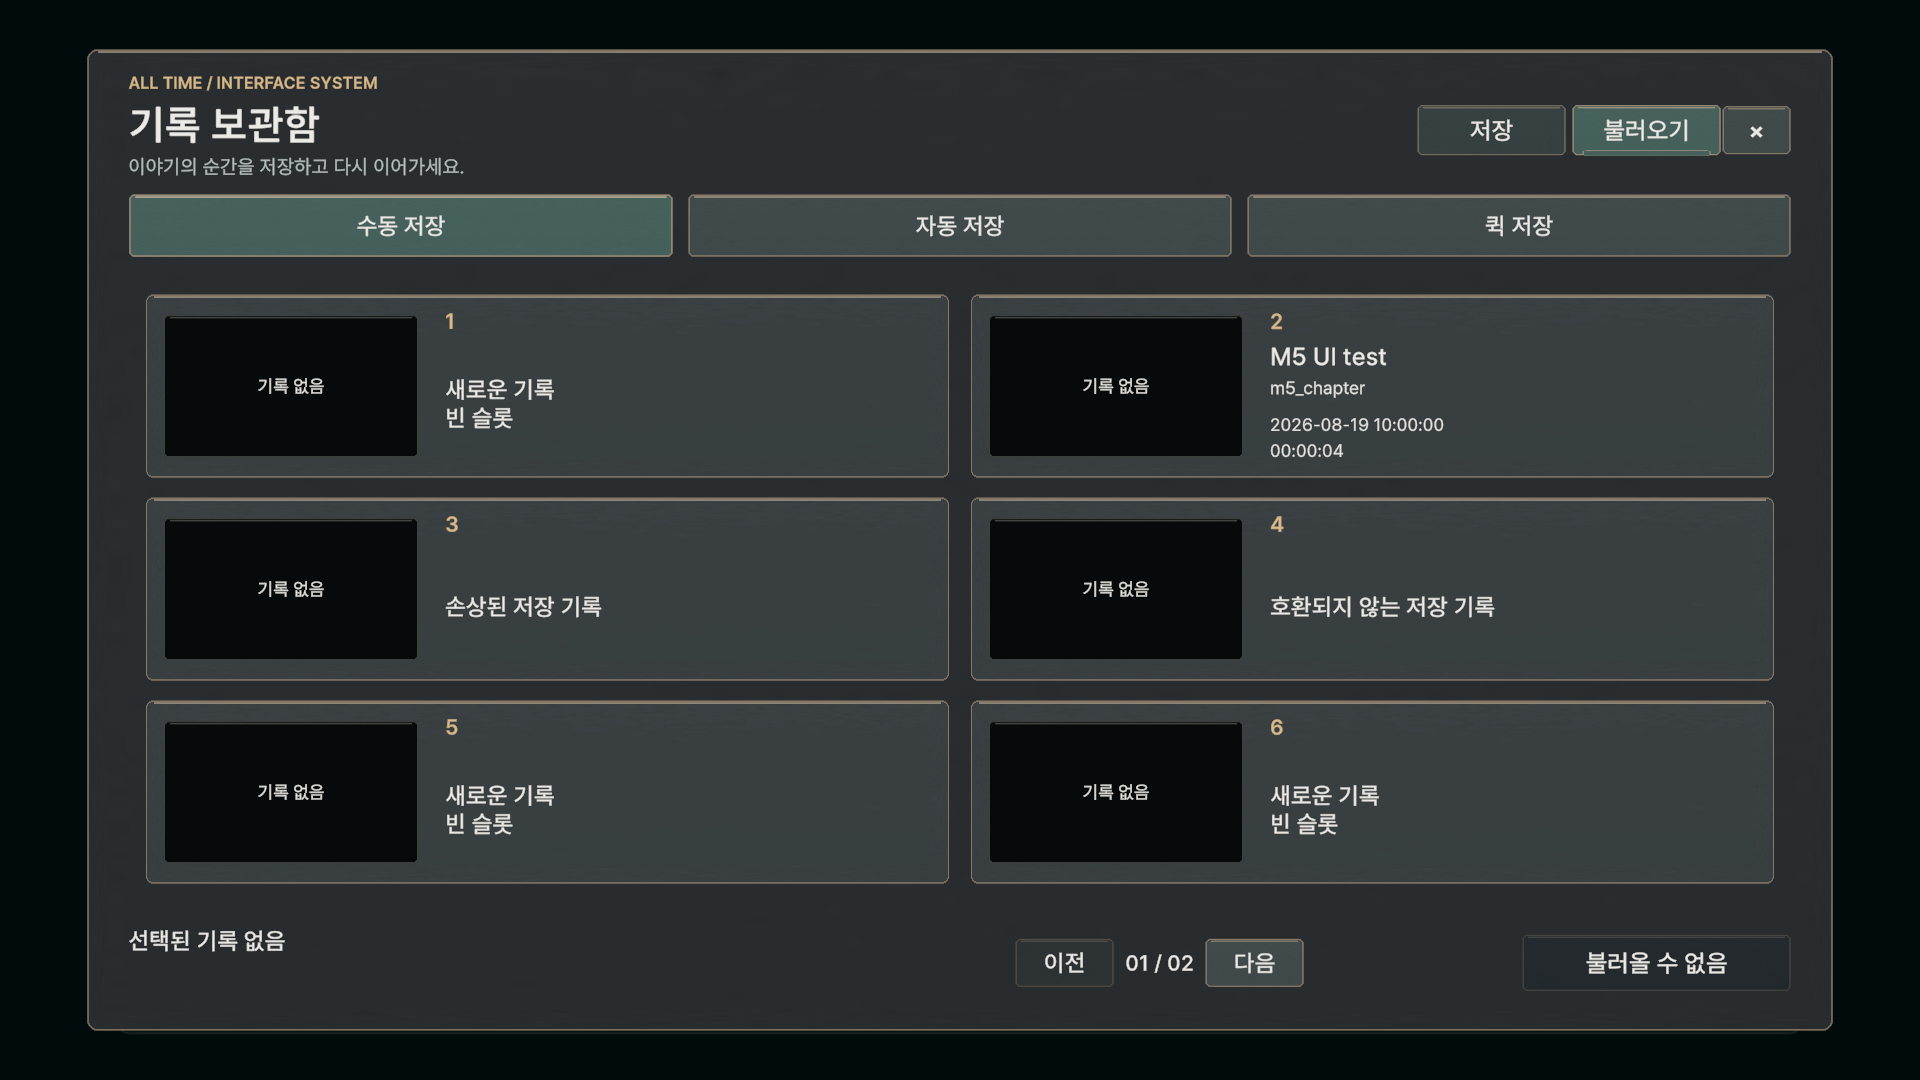 ALL TIME / INTERFACE SYSTEM
기록 보관함
이야기의 순간을 저장하고 다시 이어가세요.
저장
불러오기
×
수동 저장
자동 저장
퀵 저장
기록 없음
1
새로운 기록
빈 슬롯
기록 없음
2
M5 UI test
m5_chapter
2026-08-19 10:00:00
00:00:04
기록 없음
3
손상된 저장 기록
기록 없음
4
호환되지 않는 저장 기록
기록 없음
5
새로운 기록
빈 슬롯
기록 없음
6
새로운 기록
빈 슬롯
선택된 기록 없음
이전
01 / 02
다음
불러올 수 없음